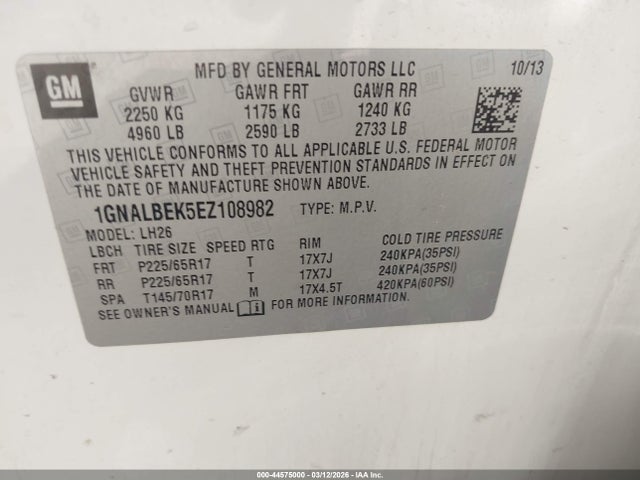 GM
MFD BY GENERAL MOTORS LLC 10/13
GVWR GAWR FRT GAWR RR
2250 KG 1175 KG 1240 KG
4960 LB 2590 LB 2733 LB
THIS VEHICLE CONFORMS TO ALL APPLICABLE U.S. FEDERAL MOTOR
VEHICLE SAFETY AND THEFT PREVENTION STANDARDS IN EFFECT ON
THE DATE OF MANUFACTURE SHOWN ABOVE.
1GNALBEK5EZ108982 TYPE: M.P.V.
MODEL: LH26
LBCH TIRE SIZE SPEED RTG RIM COLD TIRE PRESSURE
FRT P225/65R17 T 17X7J 240KPA(35PSI)
RR P225/65R17 T 17X7J 240KPA(35PSI)
SPA T145/70R17 M 17X4.5T 420KPA(60PSI)
SEE OWNER'S MANUAL FOR MORE INFORMATION.
000-44575000 - 03/12/2026 - IAAI, Inc.